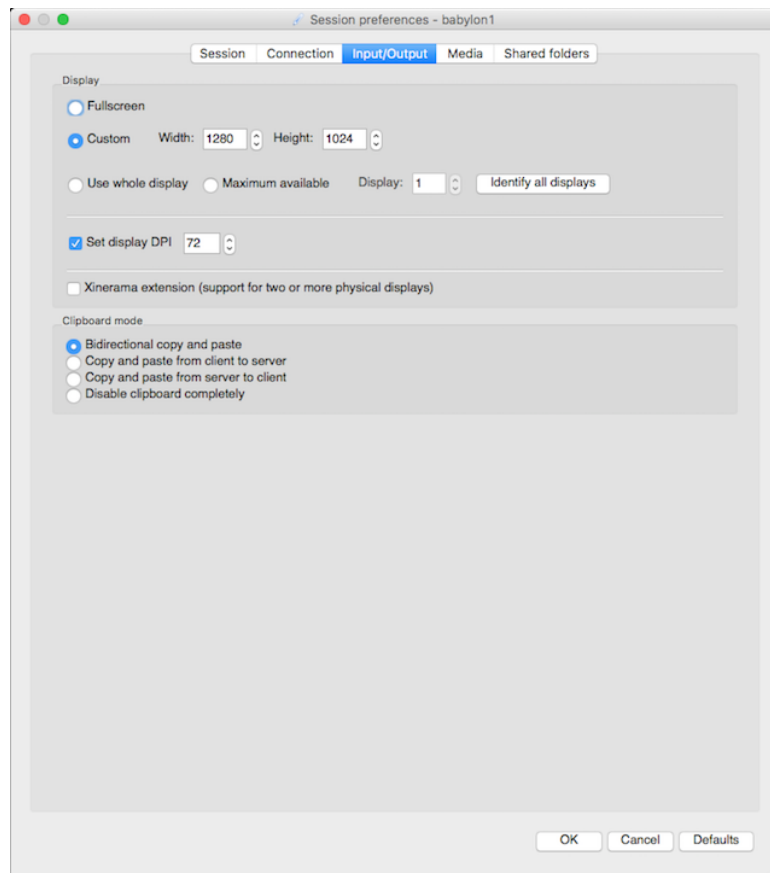 Session preferences - babylon1
Session Connection Input/Output Media Shared folders
Display
Fullscreen
Custom Width: 1280 Height: 1024
Use whole display Maximum available Display: 1 Identify all displays
Set display DPI 72
Xinerama extension (support for two or more physical displays)
Clipboard mode
Bidirectional copy and paste
Copy and paste from client to server
Copy and paste from server to client
Disable clipboard completely
OK Cancel Defaults